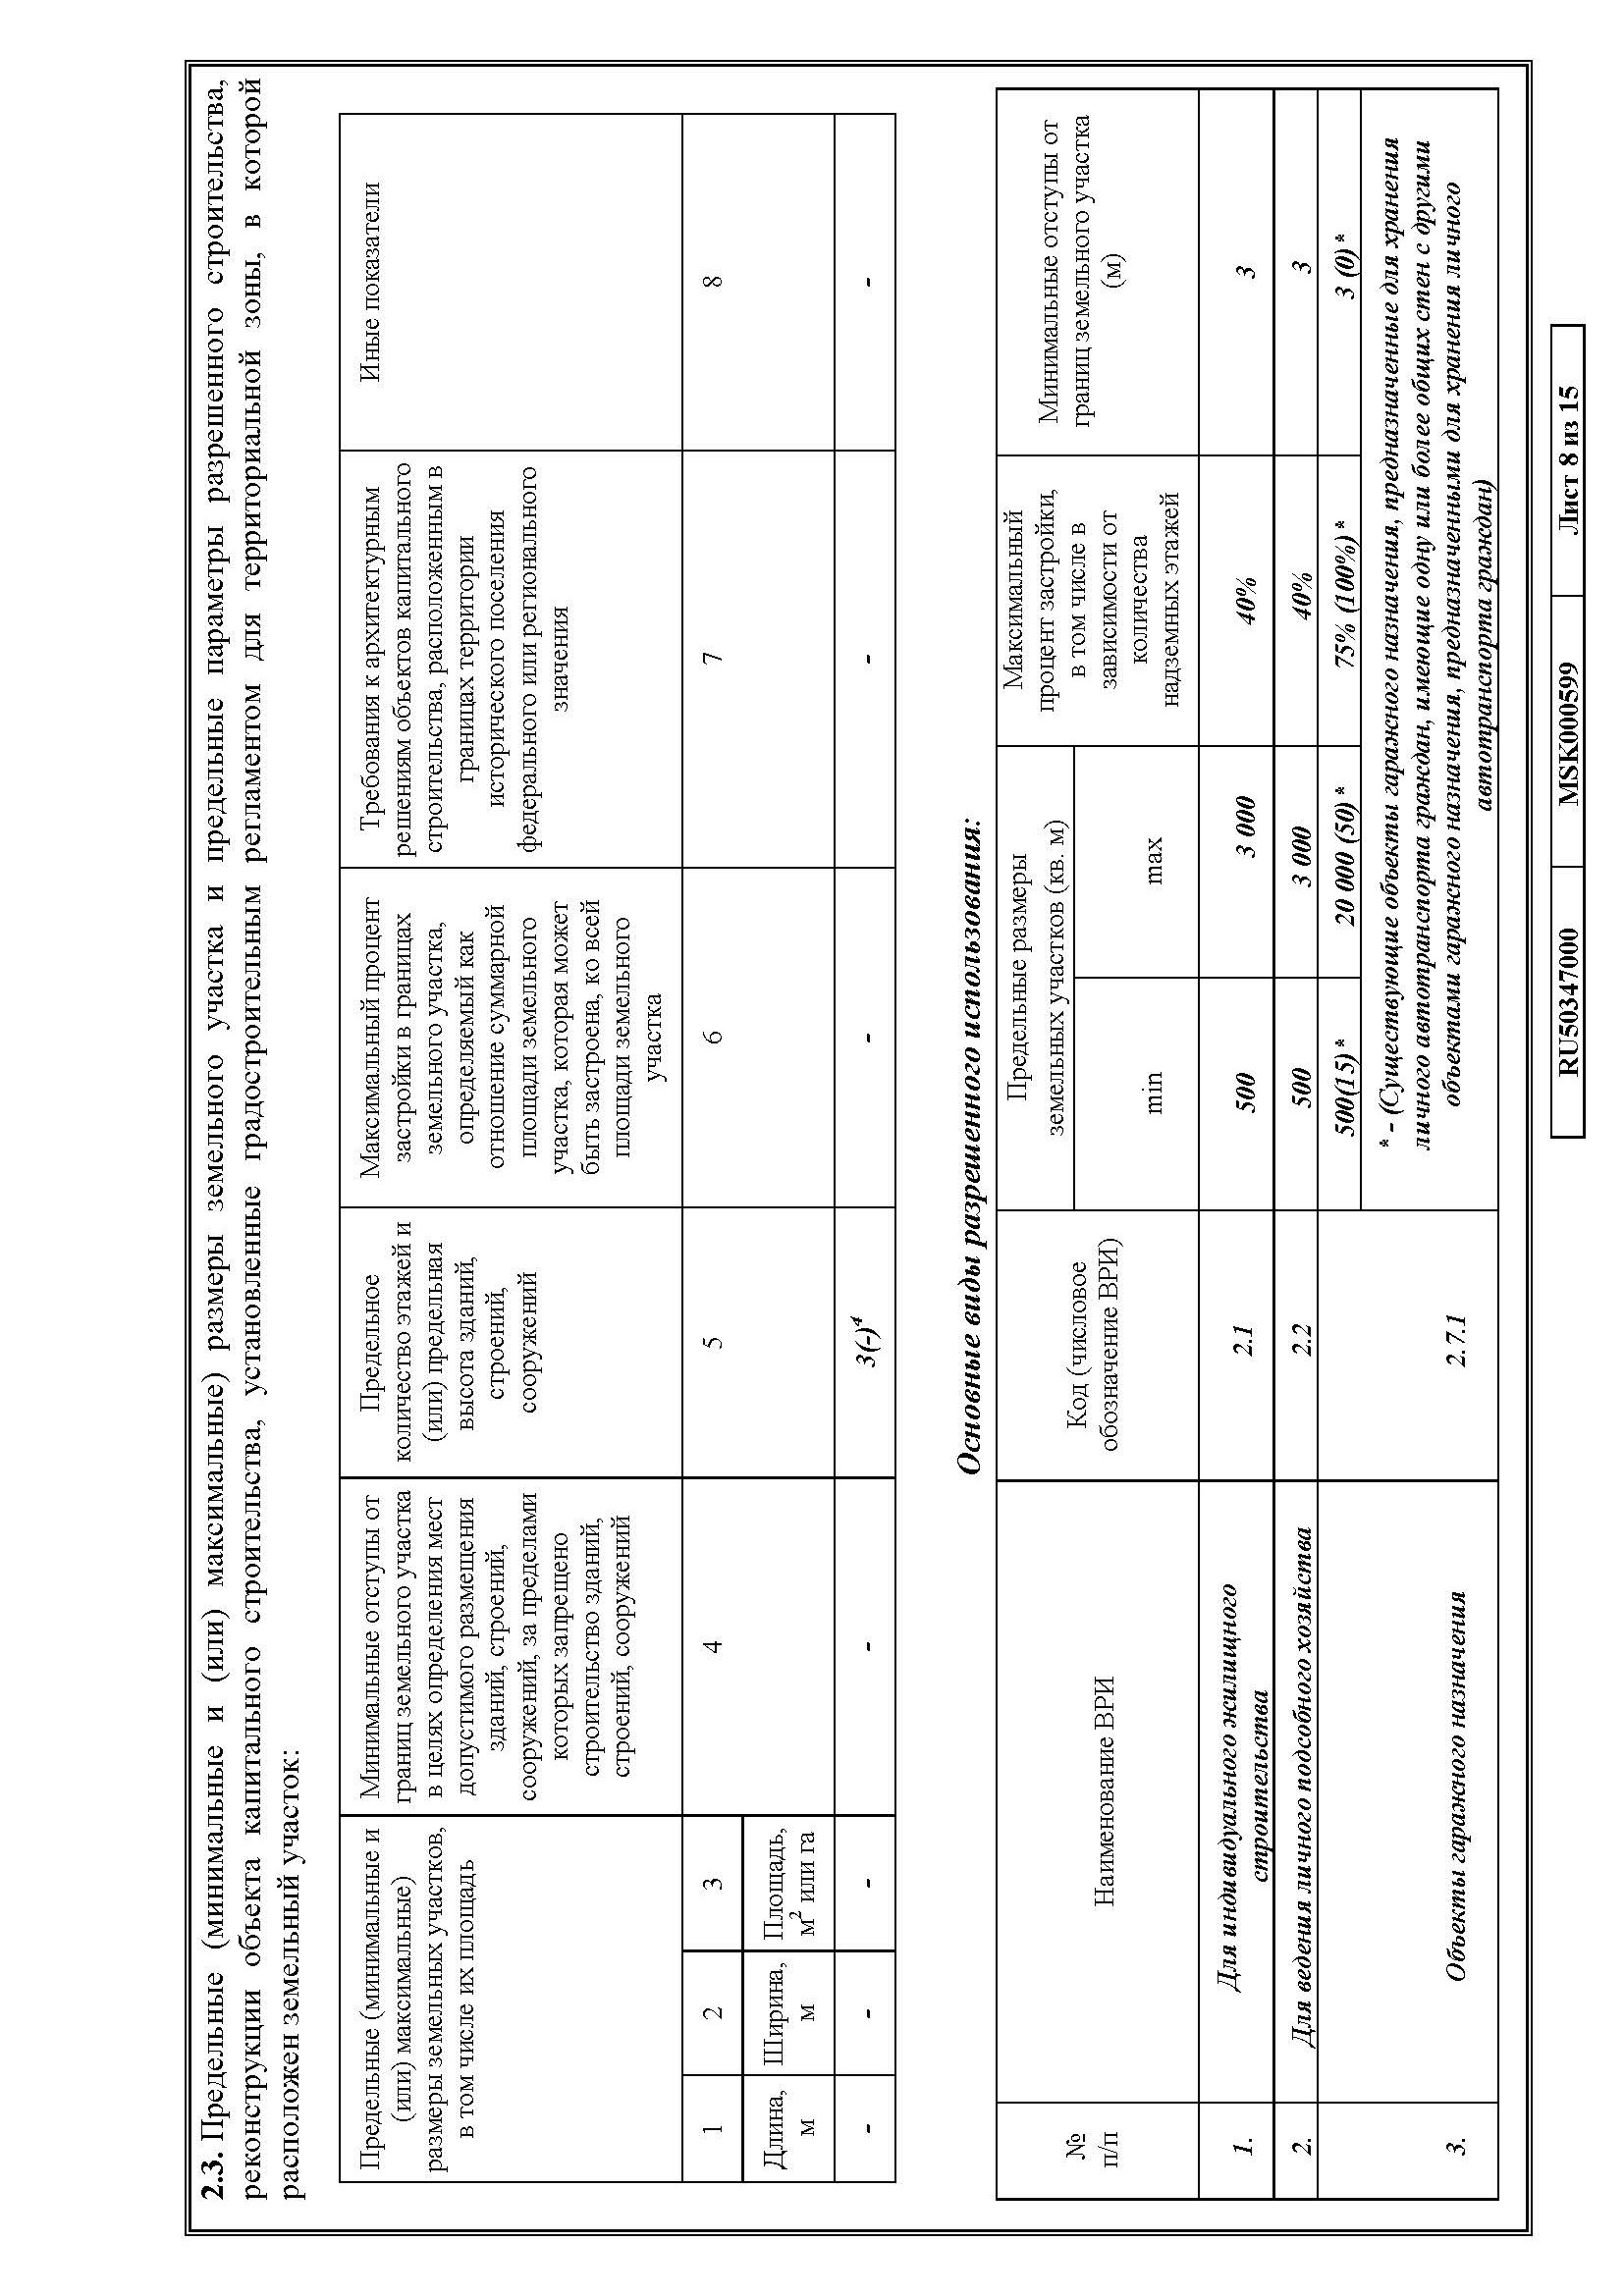 2.3. Предельные (минимальные и (или) максимальные) размеры земельного участка и предельные параметры разрешенного строительства,
реконструкции объекта капитального строительства, установленные градостроительным регламентом для территориальной зоны, в которой
расположен земельный участок:
Предельные (минимальные и
(или) максимальные)
размеры земельных участков,
в том числе их площадь
Минимальные отступы от
границ земельного участка
в целях определения мест
допустимого размещения
зданий, строений,
сооружений, за пределами
которых запрещено
строительство зданий,
строений, сооружений
Предельное
количество этажей и
(или) предельная
высота зданий,
строений,
сооружений
Максимальный процент
застройки в границах
земельного участка,
определяемый как
отношение суммарной
площади земельного
участка, которая может
быть застроена, ко всей
площади земельного
участка
Требования к архитектурным
решениям объектов капитального
строительства, расположенным в
границах территории
исторического поселения
федерального или регионального
значения
Иные показатели
1 2 3 4 5 6 7 8
Длина,
м
Ширина,
м
Площадь,
м² или га
- - - - 3(-)⁴ - - -
Основные виды разрешенного использования:
№
п/п
Наименование ВРИ
Код (числовое
обозначение ВРИ)
Предельные размеры
земельных участков (кв. м)
min
max
Максимальный
процент застройки,
в том числе в
зависимости от
количества
надземных этажей
Минимальные отступы от
границ земельного участка
(м)
1.
Для индивидуального жилищного
строительства
2.1
500
3 000
40%
3
2.
Для ведения личного подсобного хозяйства
2.2
500
3 000
40%
3
3.
Объекты гаражного назначения
2.7.1
500(15)*
20 000 (50)*
75% (100%)*
3 (0)*
* - (Существующие объекты гаражного назначения, предназначенные для хранения
личного автотранспорта граждан, имеющие одну или более общих стен с другими
объектами гаражного назначения, предназначенными для хранения личного
автотранспорта граждан)
RU50347000 MSK000599 Лист 8 из 15